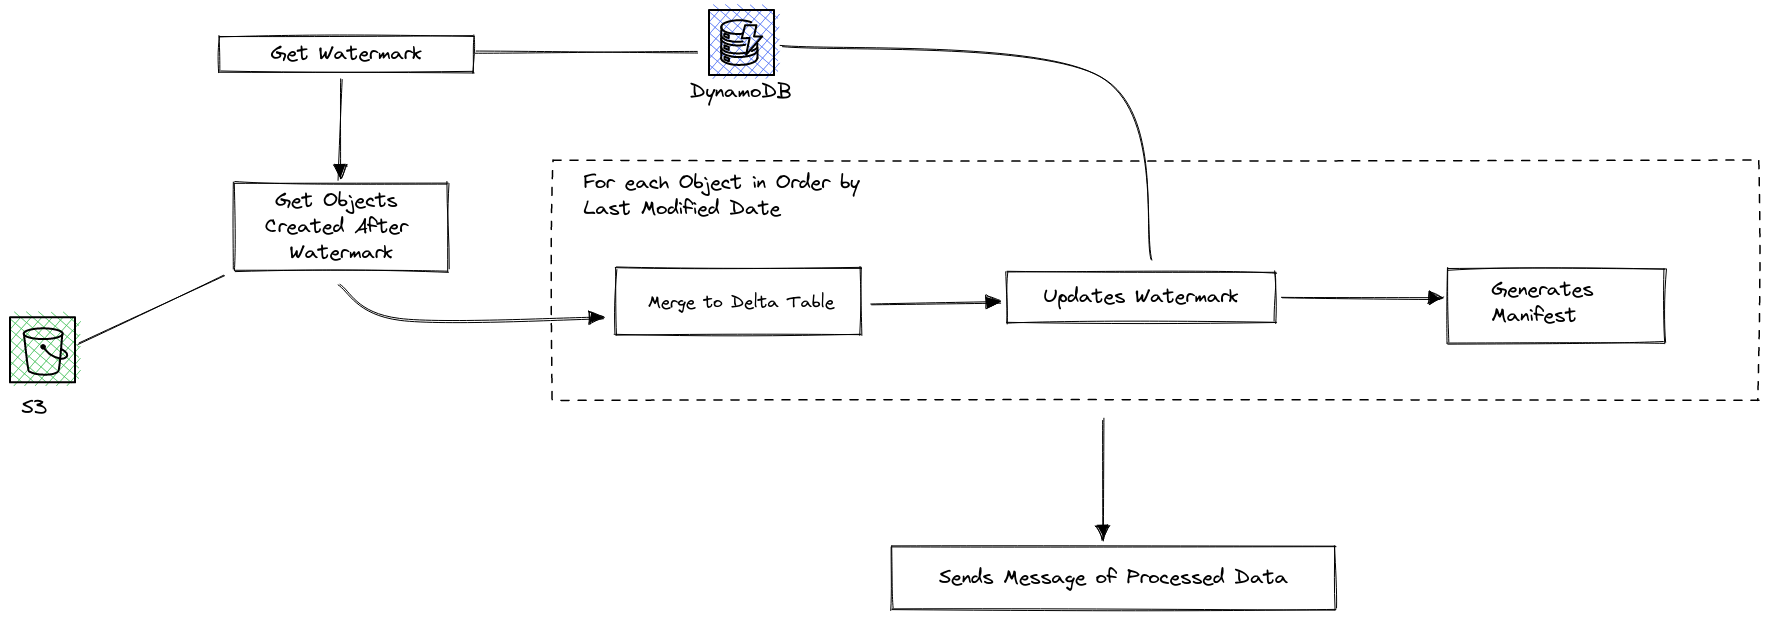 Get Watermark
DynamoDB
Get Objects
Created After
Watermark
For each Object in Order by
Last Modified Date
Merge to Delta Table
Updates Watermark
Generates
Manifest
S3
Sends Message of Processed Data